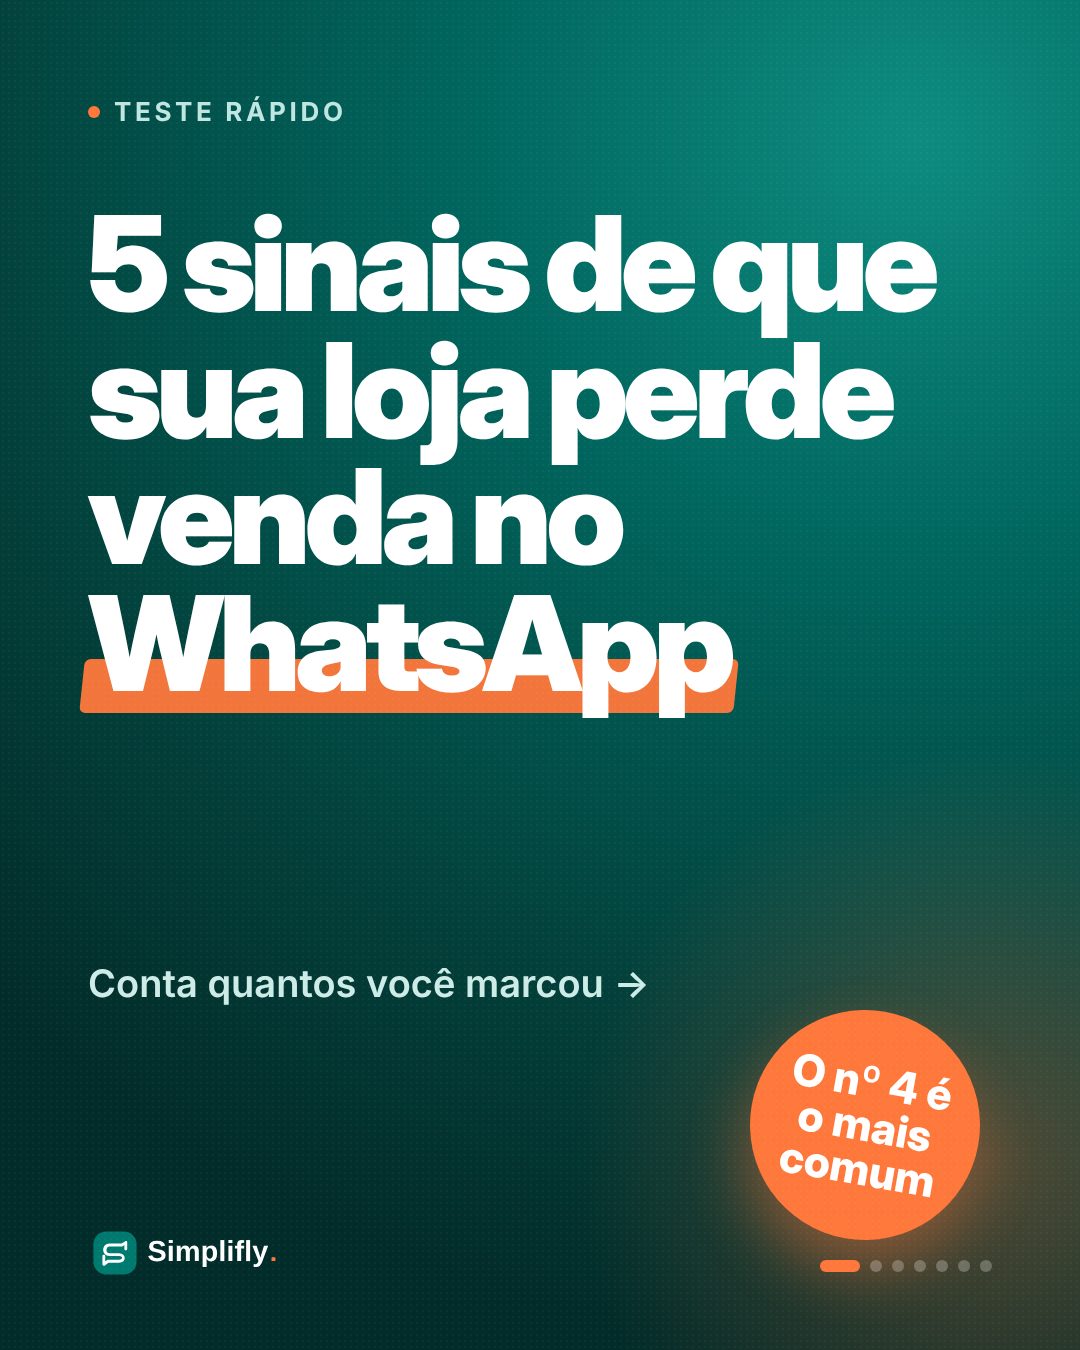 TESTE RÁPIDO
5 sinais de que
sua loja perde
venda no
WhatsApp
Conta quantos você marcou →
O nº 4 é
o mais
comum
Simplifly.